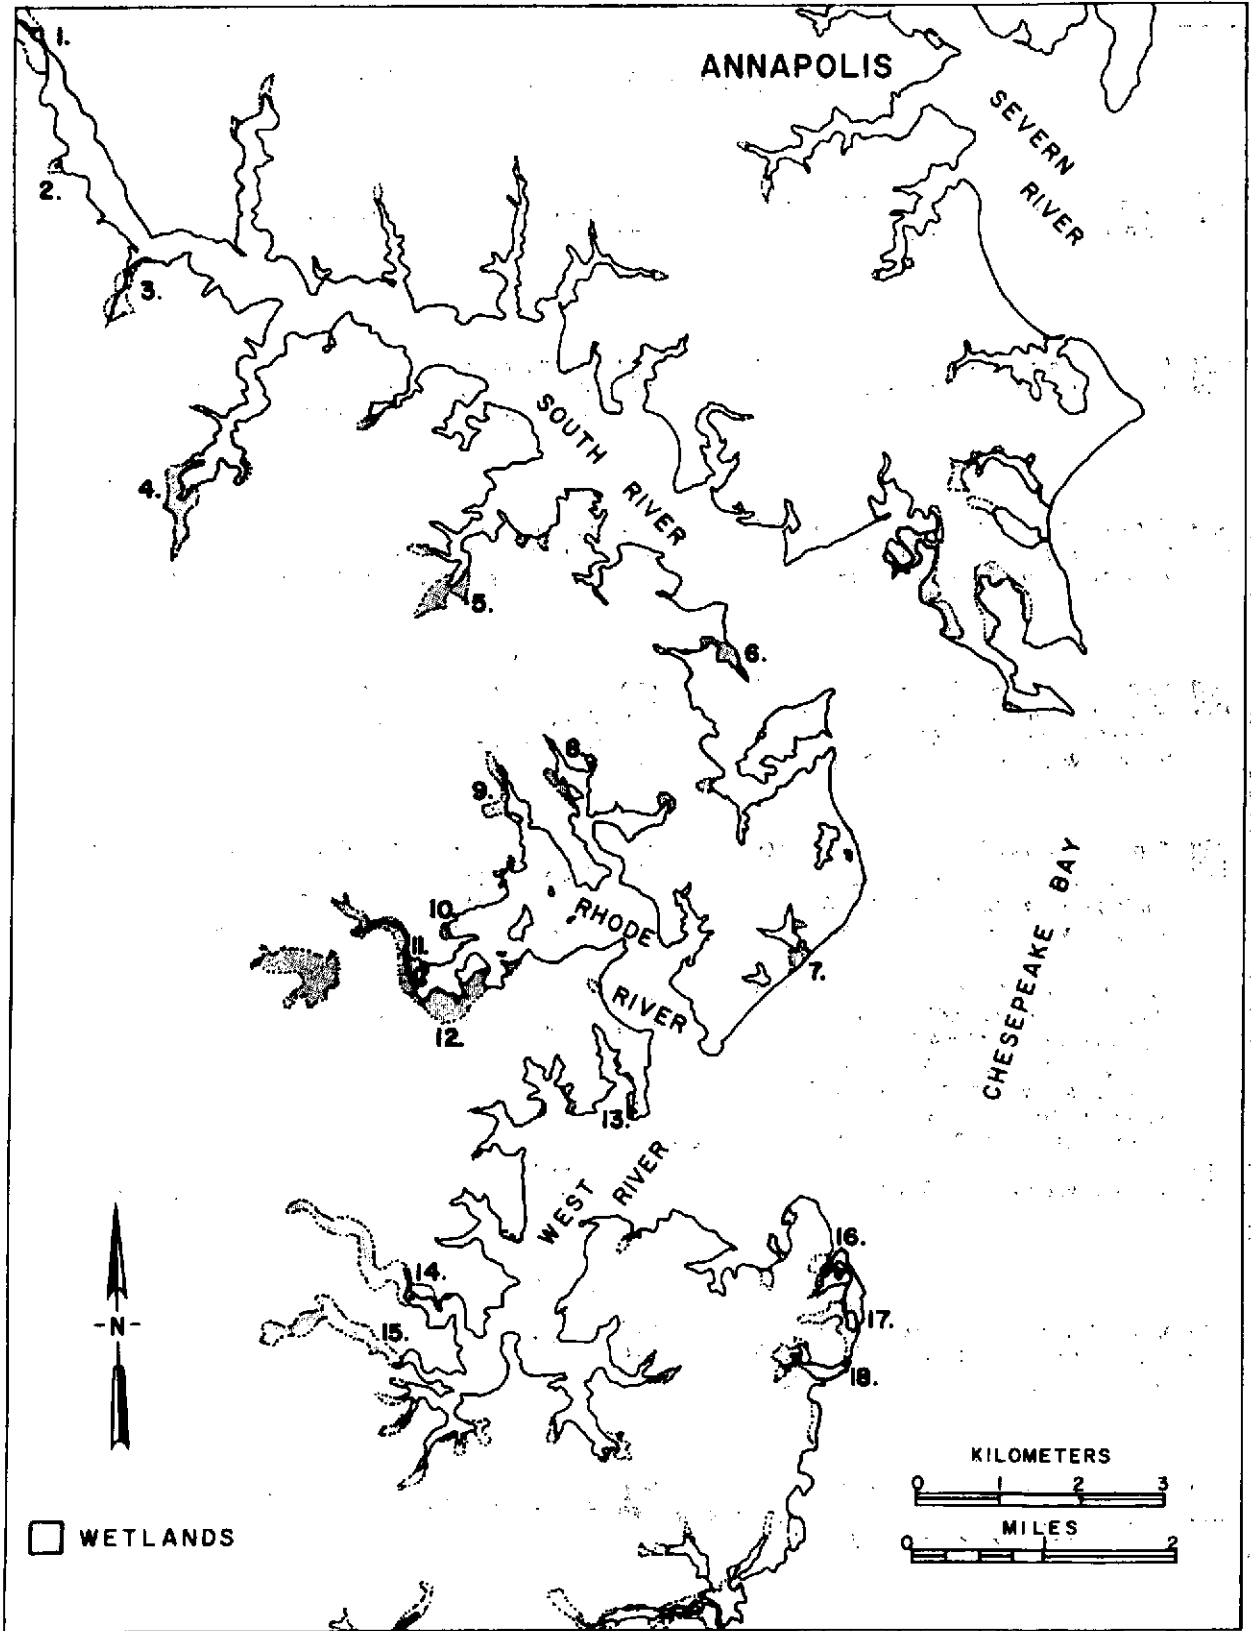 1.
ANNAPOLIS
SEVERN
RIVER
2.
3.
SOUTH
RIVER
4.
5.
6.
8.
9.
CHESEPEAKE BAY
10.
RHODE
RIVER
11.
7.
12.
13.
WEST
RIVER
16.
14.
-N-
17.
15.
18.
KILOMETERS
0 1 2 3
MILES
0 1 2
WETLANDS